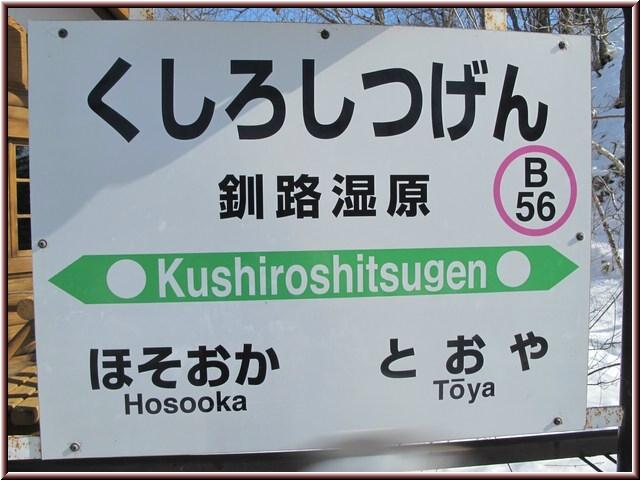 くしろしつげん
釧路湿原
B
56
Kushiroshitsugen
ほそおか
Hosooka
とおや
Tōya